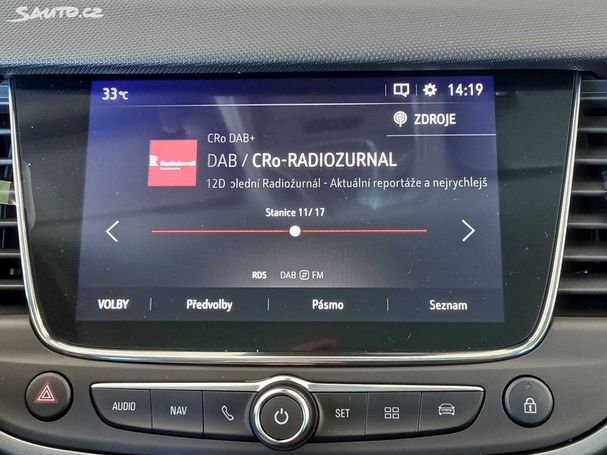 Sauto.cz
33°C
14:19
ZDROJE
CRo DAB+
Radiožurnál
DAB / CRo-RADIOZURNAL
12D olední Radiožurnál - Aktuální reportáže a nejrychlejš
Stanice 11/ 17
RDS DAB FM
VOLBY Předvolby Pásmo Seznam
AUDIO NAV SET